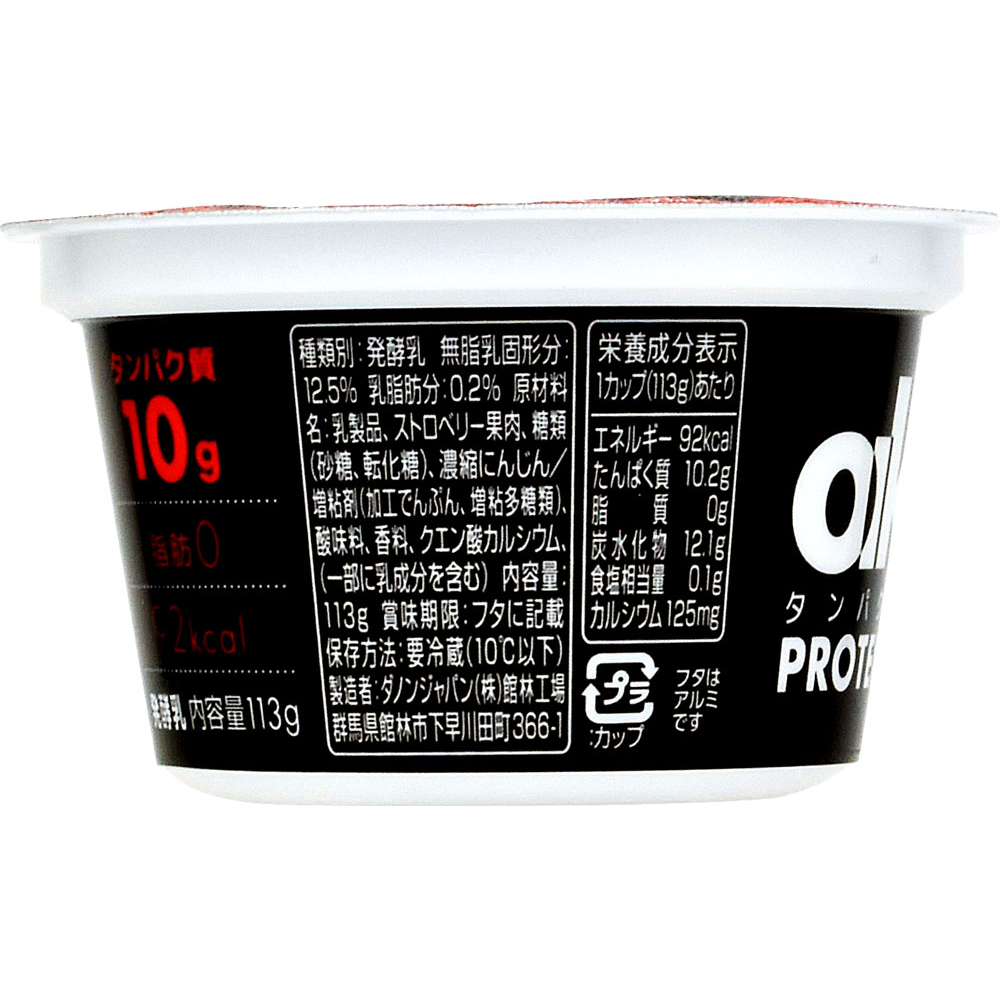 タンパク質
10g
脂肪0
2kcal
発酵乳 内容量113g
種類別:発酵乳 無脂乳固形分:
12.5% 乳脂肪分:0.2% 原材料
名:乳製品、ストロベリー果肉、糖類
(砂糖、転化糖)、濃縮にんじん/
増粘剤(加工でんぷん、増粘多糖類)、
酸味料、香料、クエン酸カルシウム、
(一部に乳成分を含む) 内容量:
113g 賞味期限:フタに記載
保存方法:要冷蔵(10℃以下)
製造者:ダノンジャパン(株)館林工場
群馬県館林市下早川田町366-1
栄養成分表示
1カップ(113g)あたり
エネルギー 92kcal
たんぱく質 10.2g
脂質 0g
炭水化物 12.1g
食塩相当量 0.1g
カルシウム 125mg
プラ
:カップ
フタは
アルミ
です
タンパ
PROTE